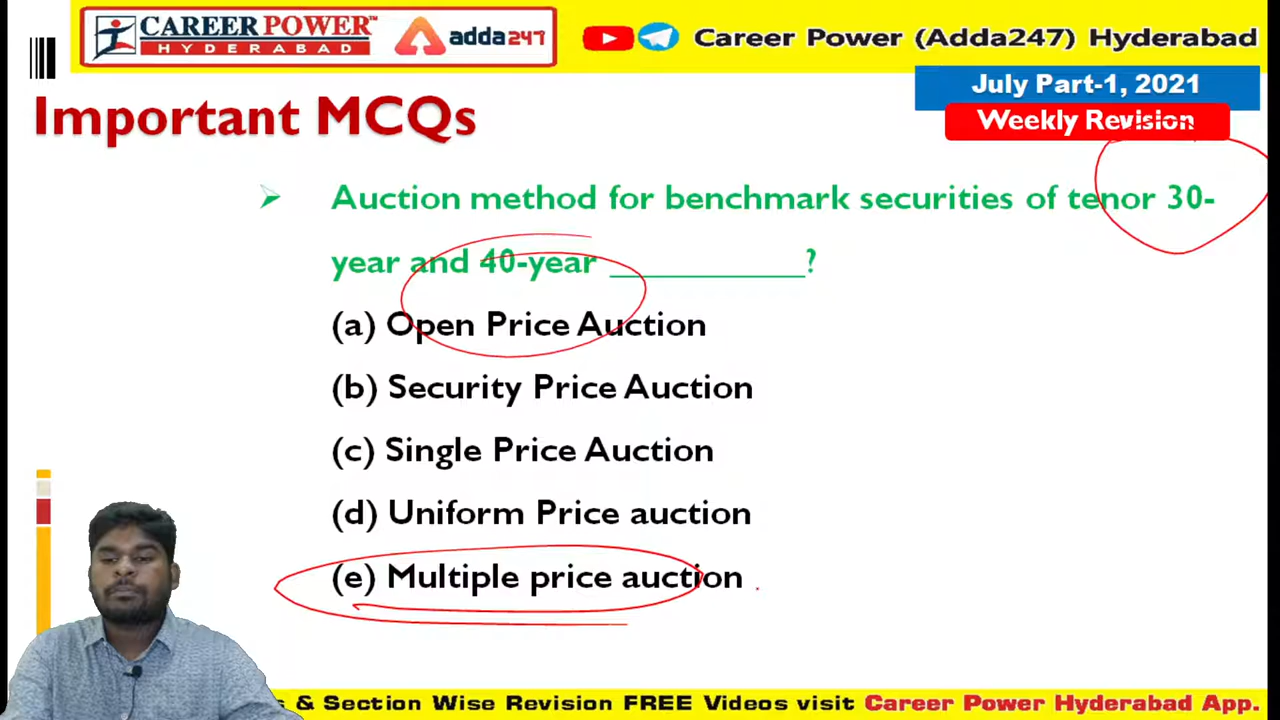 CAREER POWER™
HYDERABAD
adda247
Career Power (Adda247) Hyderabad
July Part-1, 2021
Weekly Revision
Important MCQs
Auction method for benchmark securities of tenor 30-
year and 40-year ____________?
(a) Open Price Auction
(b) Security Price Auction
(c) Single Price Auction
(d) Uniform Price auction
(e) Multiple price auction
& Section Wise Revision FREE Videos visit Career Power Hyderabad App.